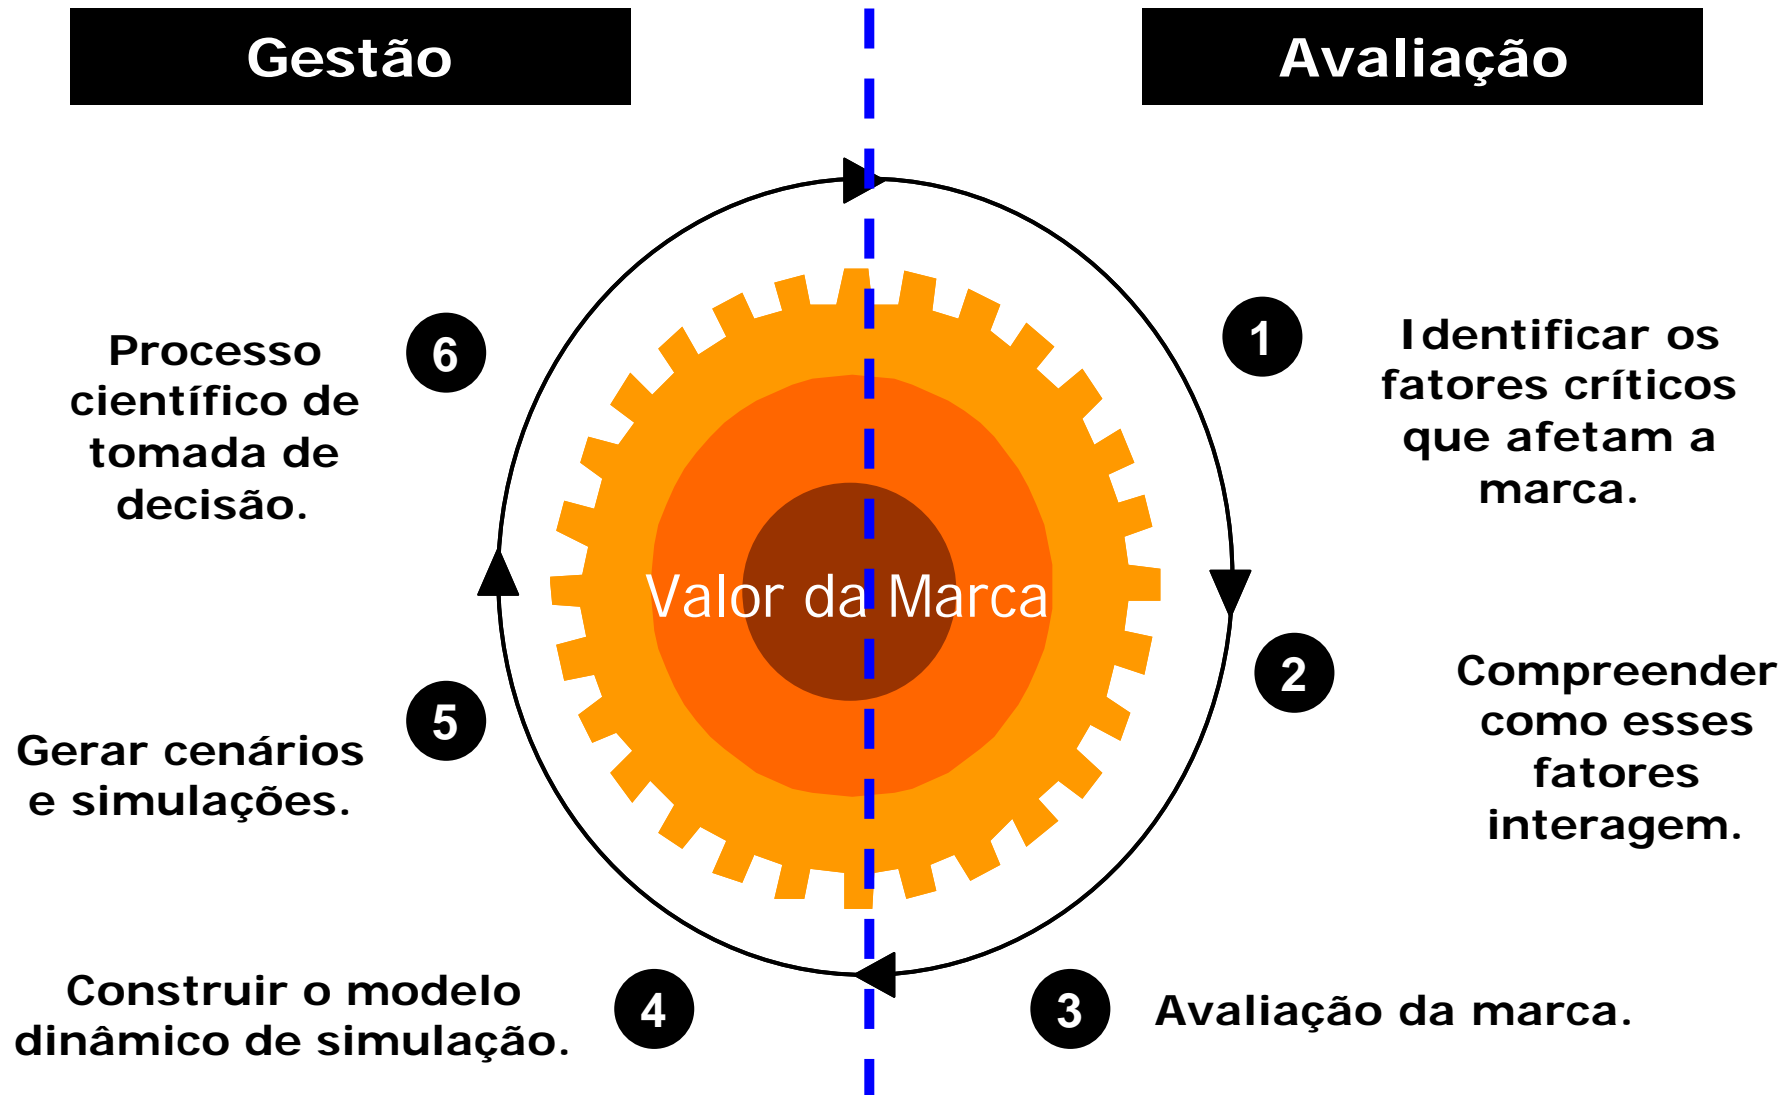 Gestão
Avaliação
1
Identificar os
fatores críticos
que afetam a
marca.
2
Compreender
como esses
fatores
interagem.
3
Avaliação da marca.
4
Construir o modelo
dinâmico de simulação.
5
Gerar cenários
e simulações.
6
Processo
científico de
tomada de
decisão.
Valor da Marca